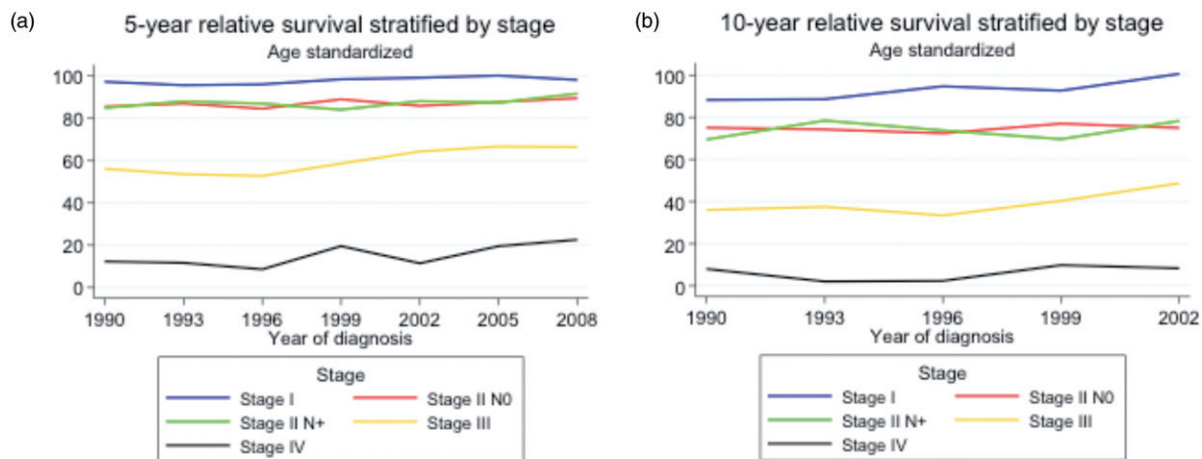 (a)
5-year relative survival stratified by stage
Age standardized
100
80
60
40
20
0
1990 1993 1996 1999 2002 2005 2008
Year of diagnosis
Stage
Stage I Stage II N0
Stage II N+ Stage III
Stage IV
(b)
10-year relative survival stratified by stage
Age standardized
100
80
60
40
20
0
1990 1993 1996 1999 2002
Year of diagnosis
Stage
Stage I Stage II N0
Stage II N+ Stage III
Stage IV